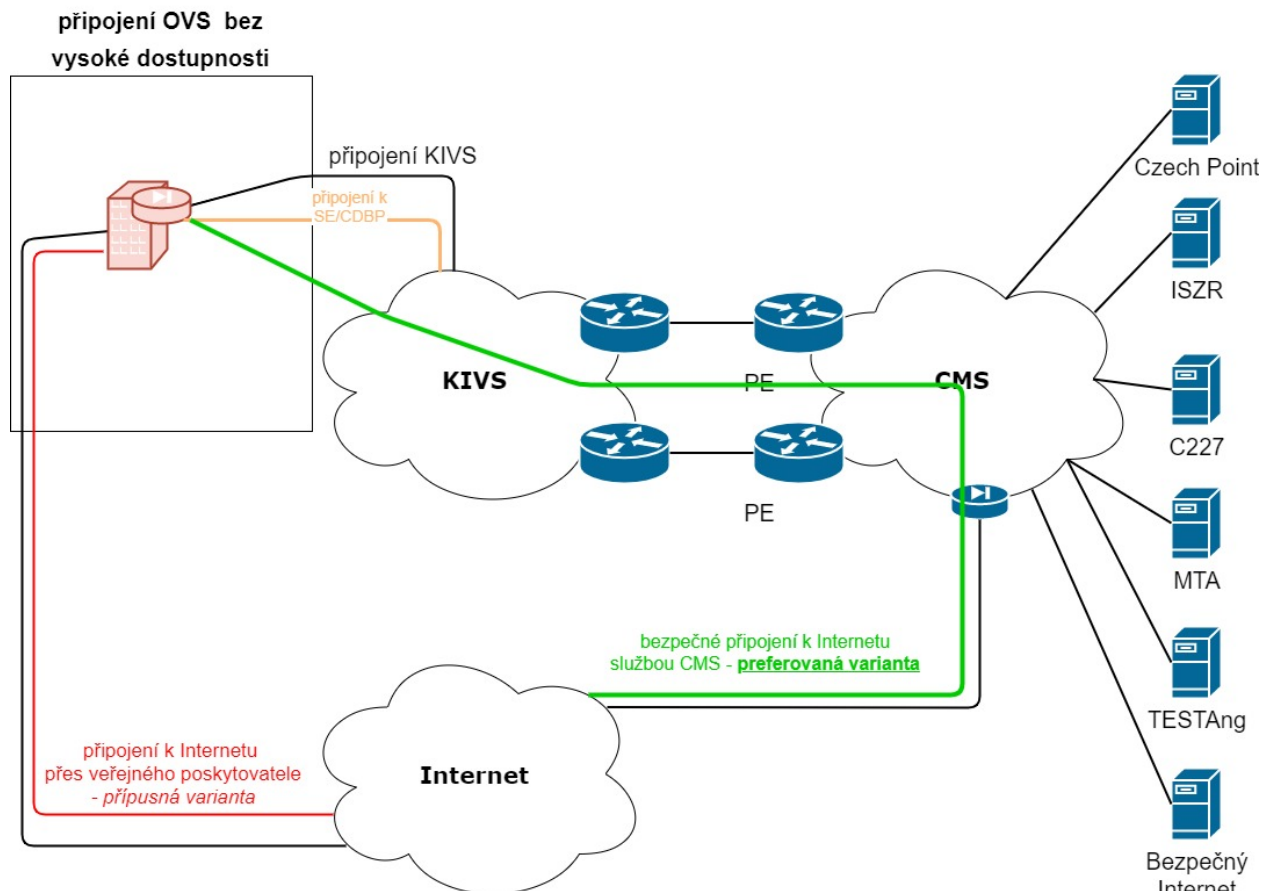 připojení OVS bez
vysoké dostupnosti
připojení KIVS
připojení k
SE/CDBP
KIVS
PE
CMS
PE
Czech Point
ISZR
C227
MTA
TESTAng
Bezpečný
Internet
bezpečné připojení k Internetu
službou CMS - preferovaná varianta
Internet
připojení k Internetu
přes veřejného poskytovatele
- přípusná varianta